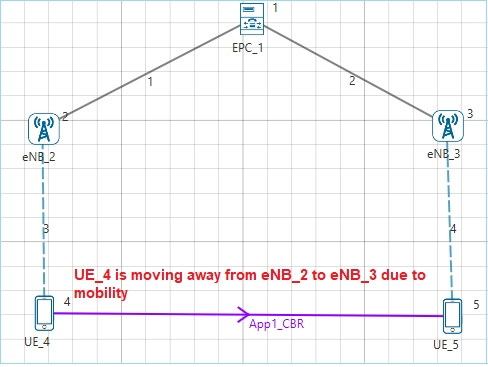 1
EPC_1
1
2
2
eNB_2
3
eNB_3
3
4
UE_4 is moving away from eNB_2 to eNB_3 due to
mobility
4
5
App1_CBR
UE_4
UE_5